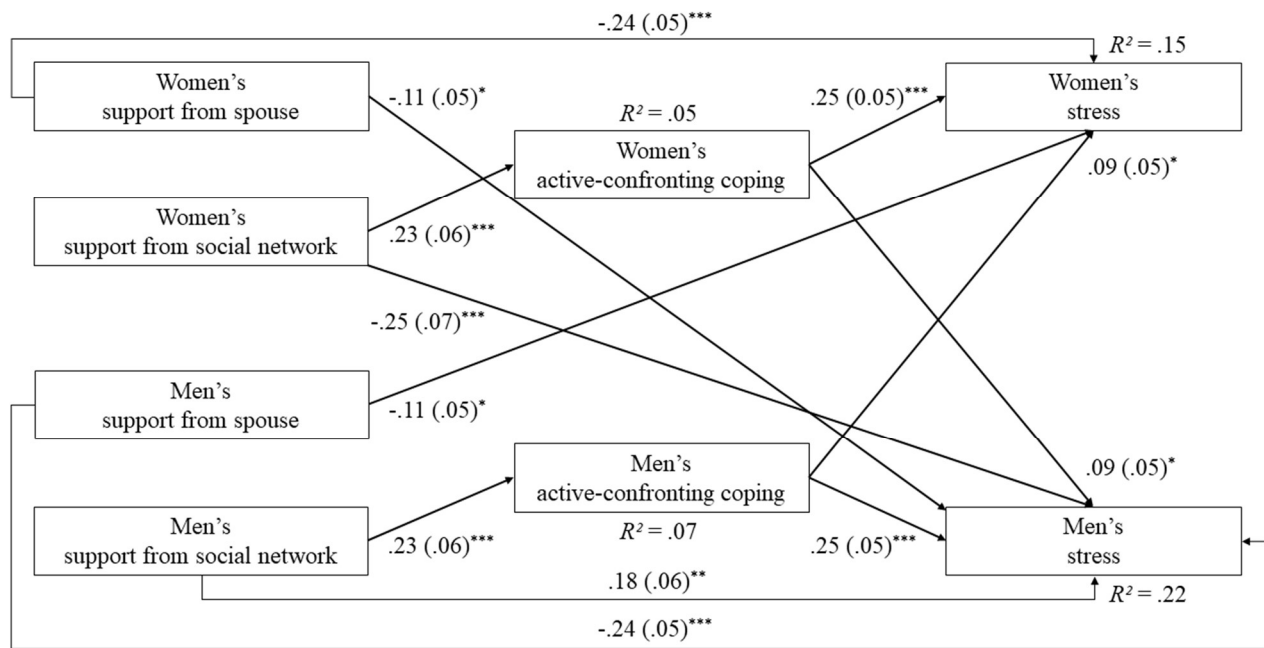 -.24 (.05)***
R² = .15
Women’s
support from spouse
-.11 (.05)*
.25 (0.05)***
Women’s
stress
R² = .05
Women’s
active-confronting coping
.09 (.05)*
Women’s
support from social network
.23 (.06)***
-.25 (.07)***
Men’s
support from spouse
-.11 (.05)*
Men’s
active-confronting coping
.09 (.05)*
R² = .07
Men’s
support from social network
.23 (.06)***
.25 (.05)***
Men’s
stress
.18 (.06)**
R² = .22
-.24 (.05)***